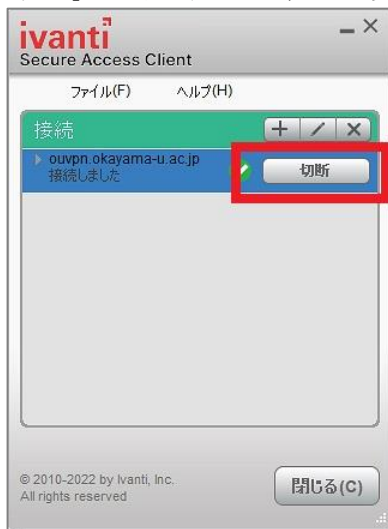 ivanti
Secure Access Client
ファイル(F) ヘルプ(H)
接続
ouvpn.okayama-u.ac.jp
接続しました
切断
© 2010-2022 by Ivanti, Inc.
All rights reserved
閉じる(C)